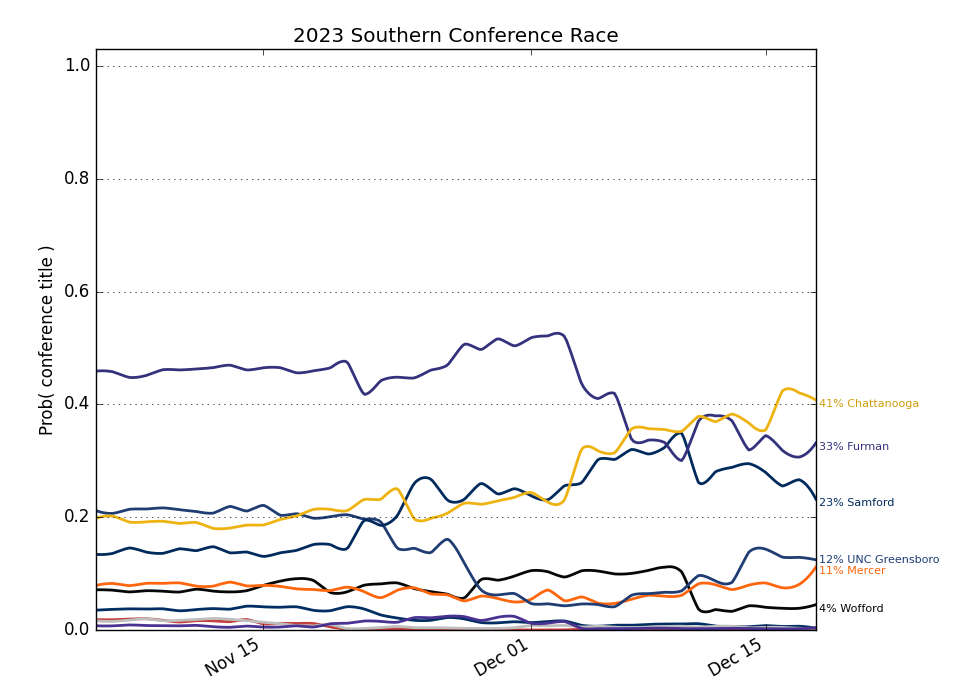 2023 Southern Conference Race
Prob( conference title )
1.0
0.8
0.6
0.4
0.2
0.0
41% Chattanooga
33% Furman
23% Samford
12% UNC Greensboro
11% Mercer
4% Wofford
Nov 15
Dec 01
Dec 15